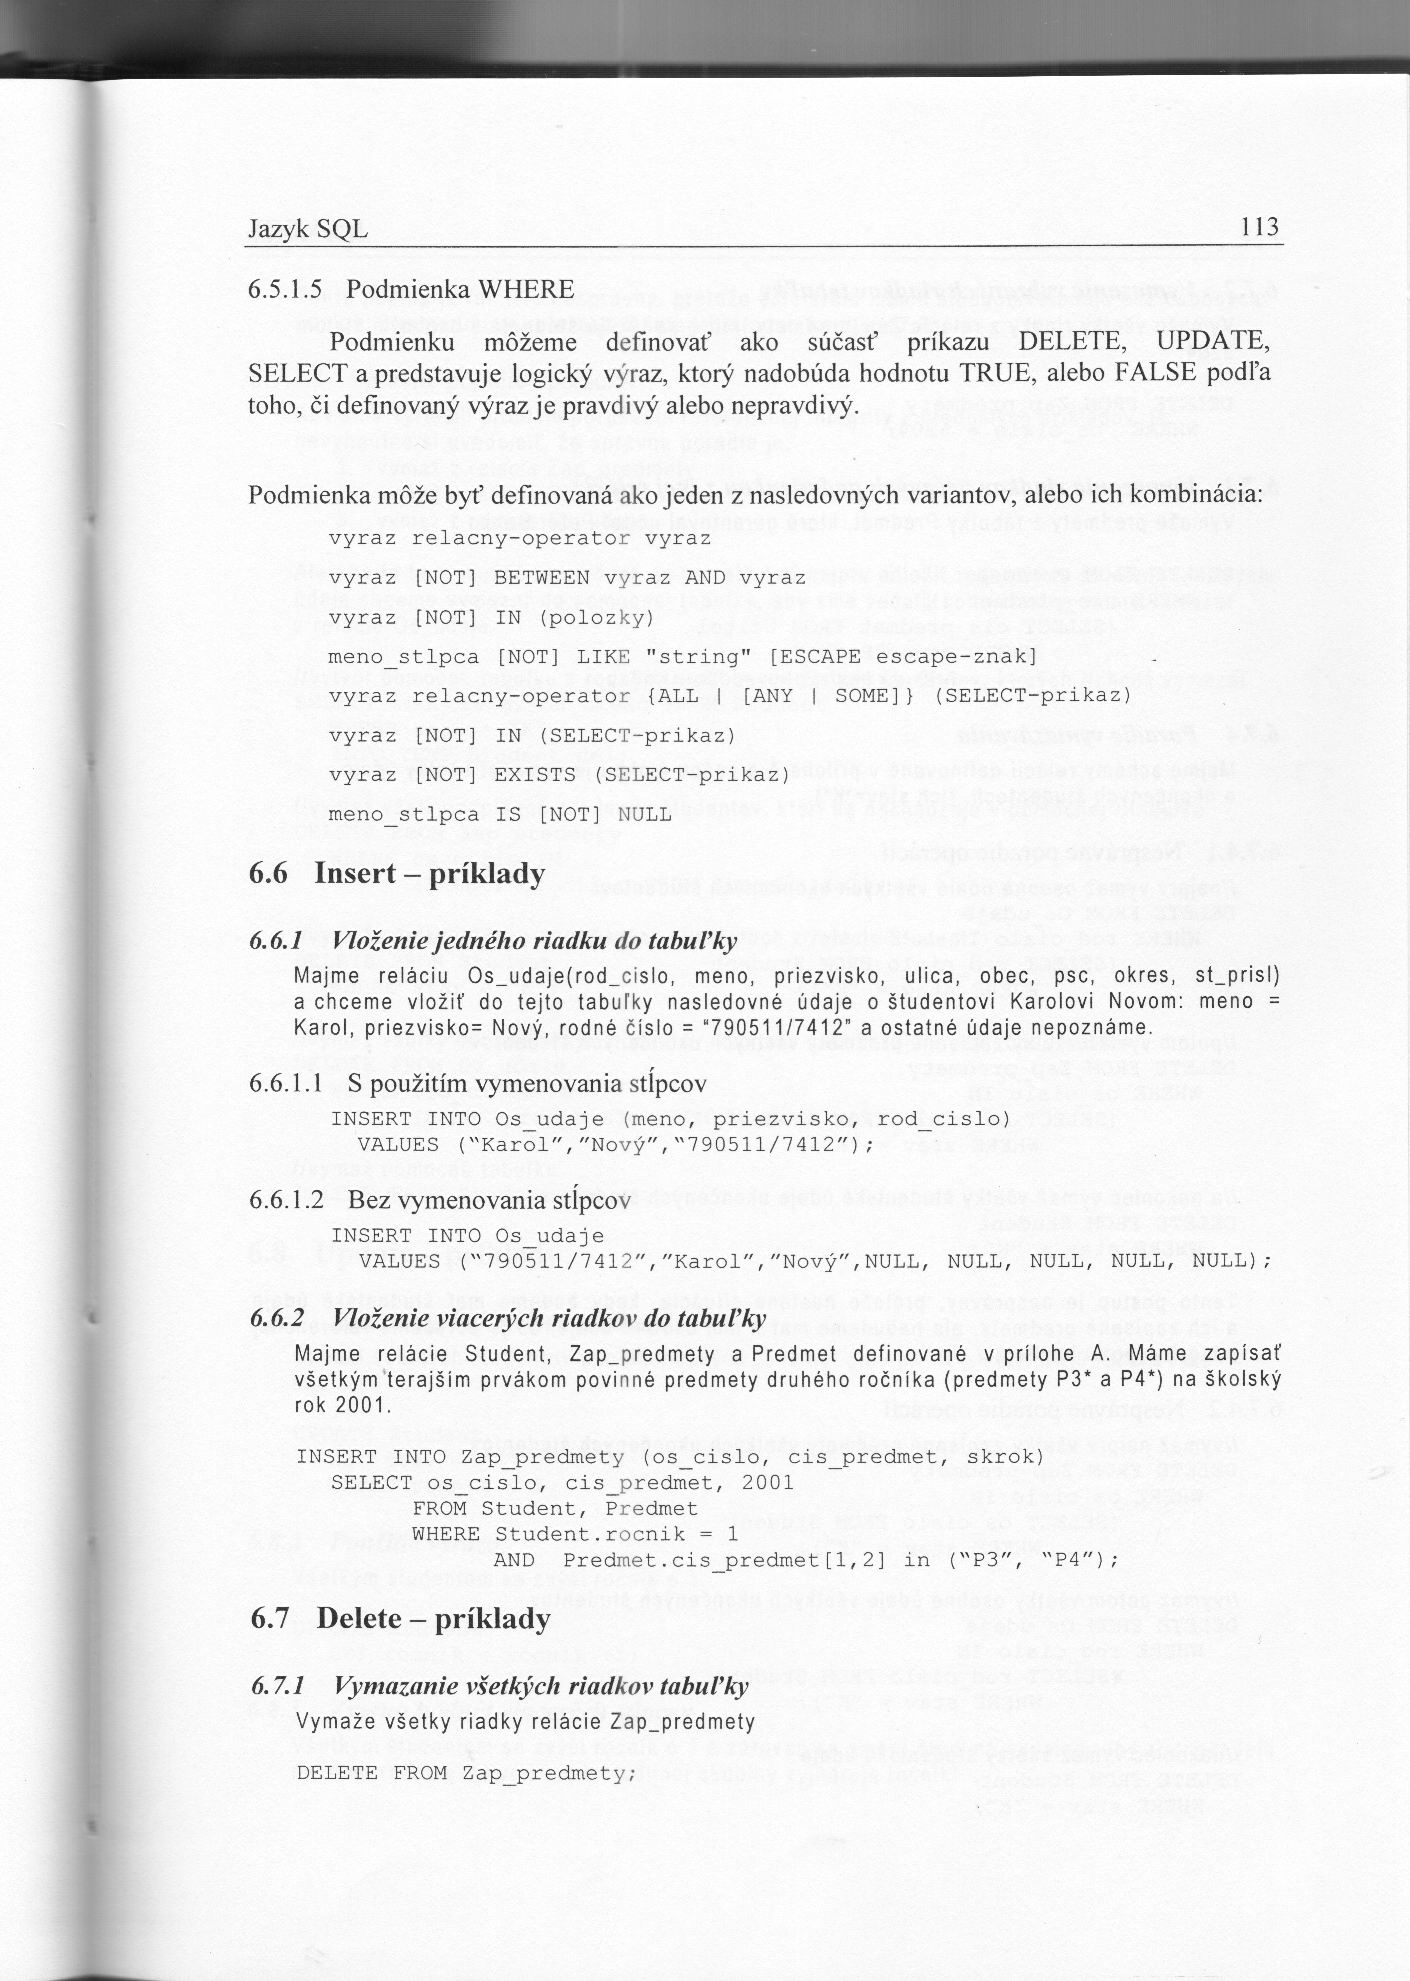 Jazyk SQL 113
6.5.1.5 Podmienka WHERE
Podmienku môžeme definovať ako súčasť príkazu DELETE, UPDATE,
SELECT a predstavuje logický výraz, ktorý nadobúda hodnotu TRUE, alebo FALSE podľa
toho, či definovaný výraz je pravdivý alebo nepravdivý.
Podmienka môže byť definovaná ako jeden z nasledovných variantov, alebo ich kombinácia:
vyraz relacny-operator vyraz
vyraz [NOT] BETWEEN vyraz AND vyraz
vyraz [NOT] IN (polozky)
meno_stlpca [NOT] LIKE "string" [ESCAPE escape-znak]
vyraz relacny-operator {ALL | [ANY | SOME]} (SELECT-prikaz)
vyraz [NOT] IN (SELECT-prikaz)
vyraz [NOT] EXISTS (SELECT-prikaz)
meno_stlpca IS [NOT] NULL
6.6 Insert – príklady
6.6.1 Vloženie jedného riadku do tabuľky
Majme reláciu Os_udaje(rod_cislo, meno, priezvisko, ulica, obec, psc, okres, st_prisl)
a chceme vložiť do tejto tabuľky nasledovné údaje o študentovi Karolovi Novom: meno =
Karol, priezvisko= Nový, rodné číslo = "790511/7412" a ostatné údaje nepoznáme.
6.6.1.1 S použitím vymenovania stĺpcov
INSERT INTO Os_udaje (meno, priezvisko, rod_cislo)
VALUES ("Karol","Nový","790511/7412");
6.6.1.2 Bez vymenovania stĺpcov
INSERT INTO Os_udaje
VALUES ("790511/7412","Karol","Nový",NULL, NULL, NULL, NULL, NULL);
6.6.2 Vloženie viacerých riadkov do tabuľky
Majme relácie Student, Zap_predmety a Predmet definované v prílohe A. Máme zapísať
všetkým terajším prvákom povinné predmety druhého ročníka (predmety P3* a P4*) na školský
rok 2001.
INSERT INTO Zap_predmety (os_cislo, cis_predmet, skrok)
SELECT os_cislo, cis_predmet, 2001
FROM Student, Predmet
WHERE Student.rocnik = 1
AND Predmet.cis_predmet[1,2] in ("P3", "P4");
6.7 Delete – príklady
6.7.1 Vymazanie všetkých riadkov tabuľky
Vymaže všetky riadky relácie Zap_predmety
DELETE FROM Zap_predmety;